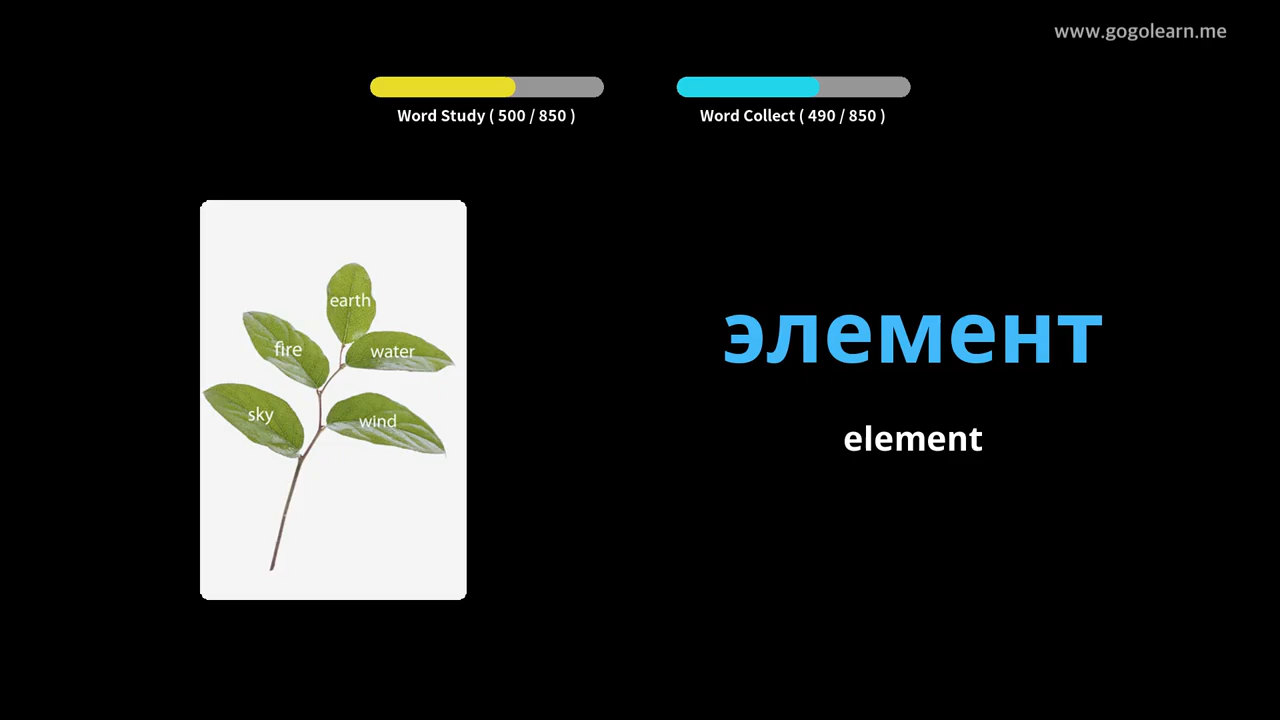 www.gogolearn.me
Word Study ( 500 / 850 )
Word Collect ( 490 / 850 )
earth
fire
water
sky
wind
элемент
element